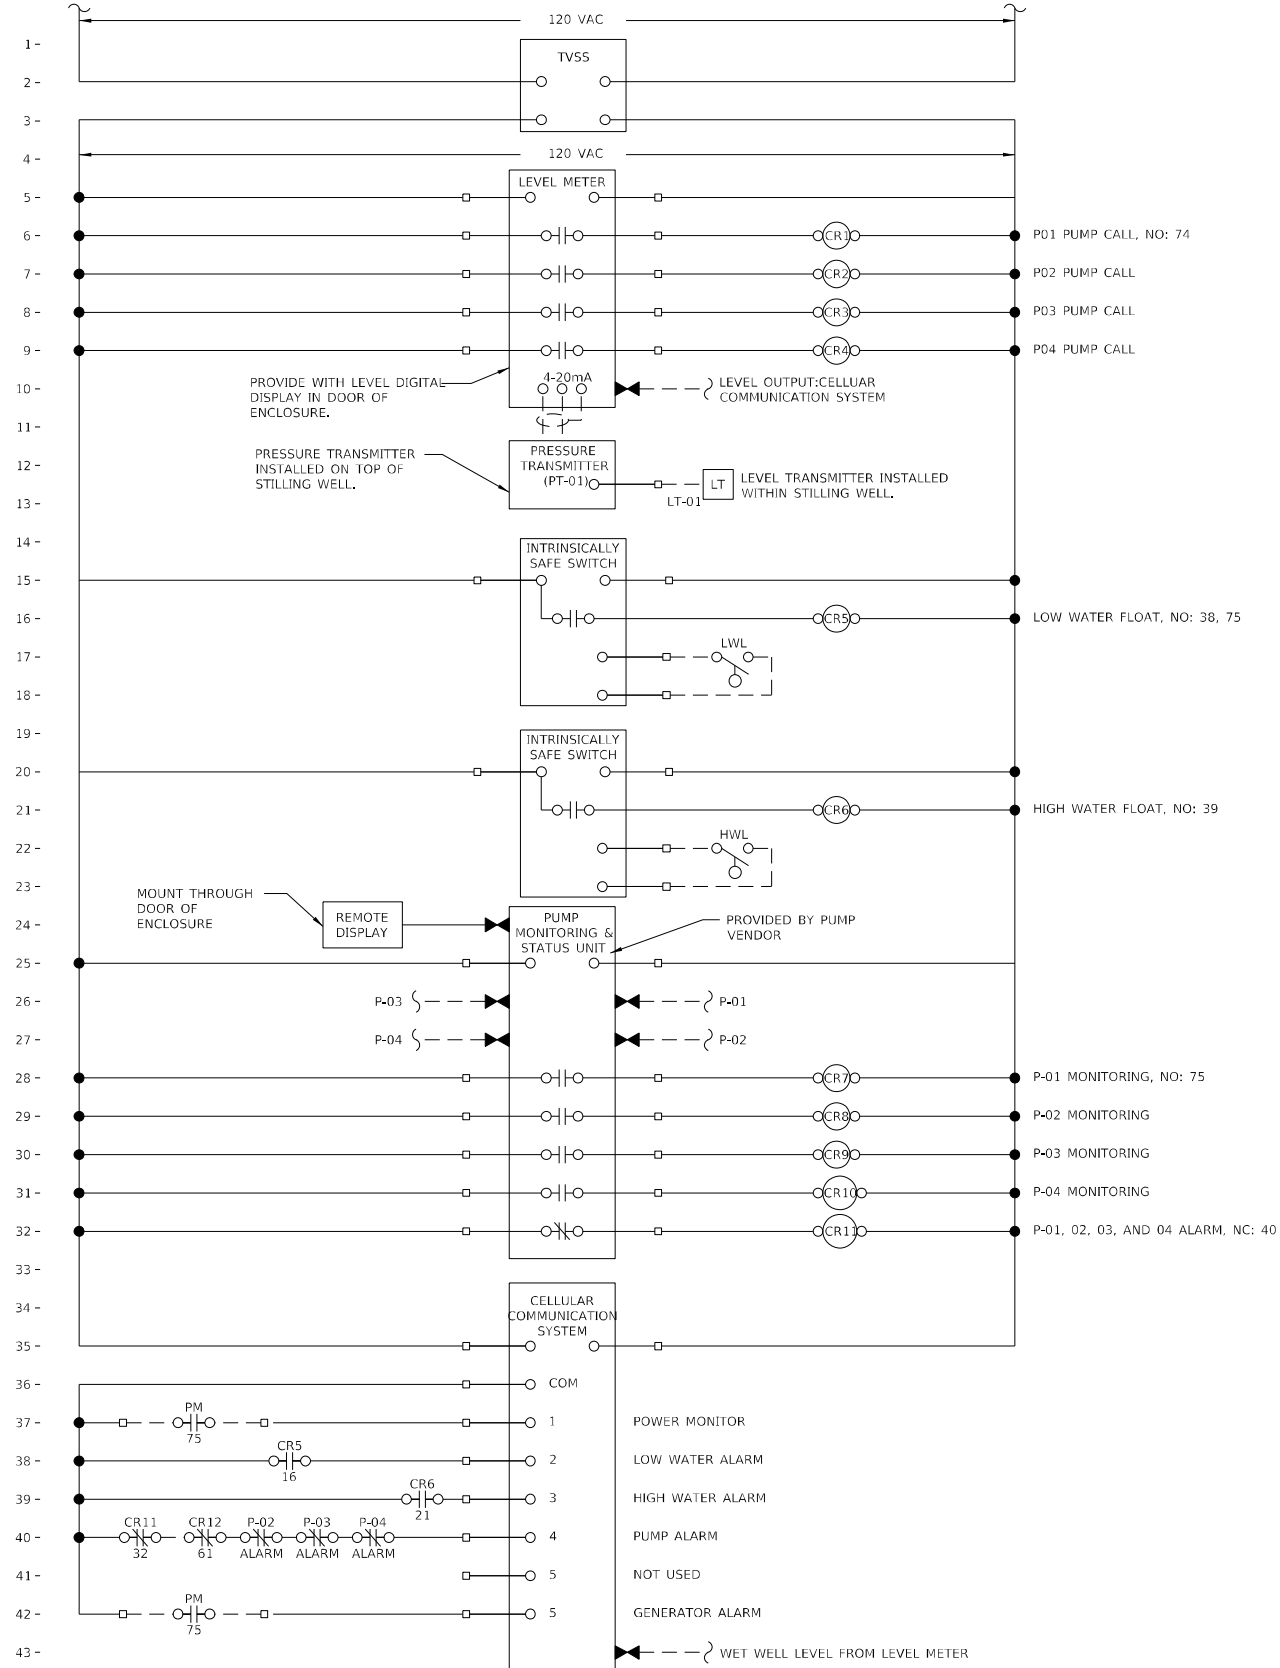 120 VAC
1 -
TVSS
2 -
3 -
4 -
120 VAC
LEVEL METER
5 -
6 -
CR1
P01 PUMP CALL, NO: 74
7 -
CR2
P02 PUMP CALL
8 -
CR3
P03 PUMP CALL
9 -
CR4
P04 PUMP CALL
4-20mA
10 -
PROVIDE WITH LEVEL DIGITAL
DISPLAY IN DOOR OF
ENCLOSURE.
LEVEL OUTPUT:CELLUAR
COMMUNICATION SYSTEM
11 -
12 -
PRESSURE TRANSMITTER
INSTALLED ON TOP OF
STILLING WELL.
PRESSURE
TRANSMITTER
(PT-01)
LT
LT-01
LEVEL TRANSMITTER INSTALLED
WITHIN STILLING WELL.
13 -
14 -
INTRINSICALLY
SAFE SWITCH
15 -
16 -
CR5
LOW WATER FLOAT, NO: 38, 75
17 -
LWL
18 -
19 -
INTRINSICALLY
SAFE SWITCH
20 -
21 -
CR6
HIGH WATER FLOAT, NO: 39
22 -
HWL
23 -
MOUNT THROUGH
DOOR OF
ENCLOSURE
24 -
REMOTE
DISPLAY
PUMP
MONITORING &
STATUS UNIT
PROVIDED BY PUMP
VENDOR
25 -
26 -
P-03
P-01
27 -
P-04
P-02
28 -
CR7
P-01 MONITORING, NO: 75
29 -
CR8
P-02 MONITORING
30 -
CR9
P-03 MONITORING
31 -
CR10
P-04 MONITORING
32 -
CR11
P-01, 02, 03, AND 04 ALARM, NC: 40
33 -
34 -
CELLULAR
COMMUNICATION
SYSTEM
35 -
36 -
COM
37 -
PM
75
1
POWER MONITOR
38 -
CR5
16
2
LOW WATER ALARM
39 -
CR6
21
3
HIGH WATER ALARM
40 -
CR11
32
CR12
61
P-02
ALARM
P-03
ALARM
P-04
ALARM
4
PUMP ALARM
41 -
5
NOT USED
42 -
PM
75
5
GENERATOR ALARM
43 -
WET WELL LEVEL FROM LEVEL METER